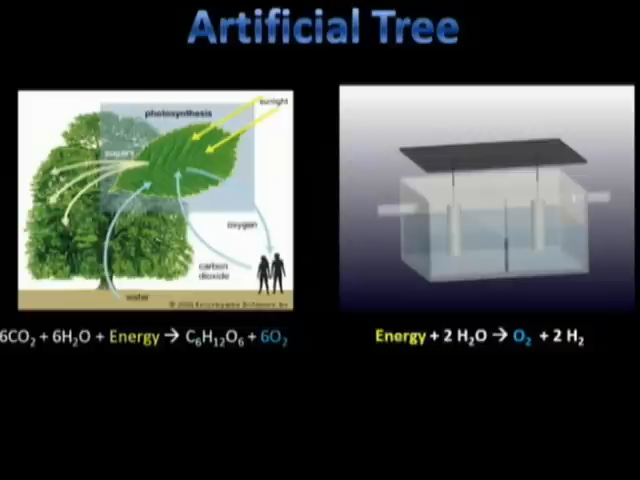 Artificial Tree
photosynthesis
sunlight
sugars
oxygen
carbon
dioxide
water
6CO₂ + 6H₂O + Energy → C₆H₁₂O₆ + 6O₂
Energy + 2 H₂O → O₂ + 2 H₂